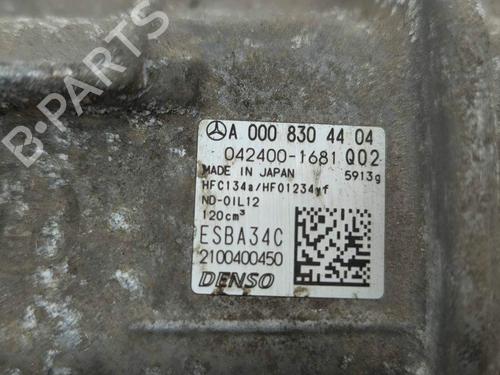 B-PARTS
A 000 830 44 04
042400-1681 Q02
MADE IN JAPAN 5913g
HFC134a/HFO1234yf
ND-OIL12
120cm³
ESBA34C
2100400450
DENSO